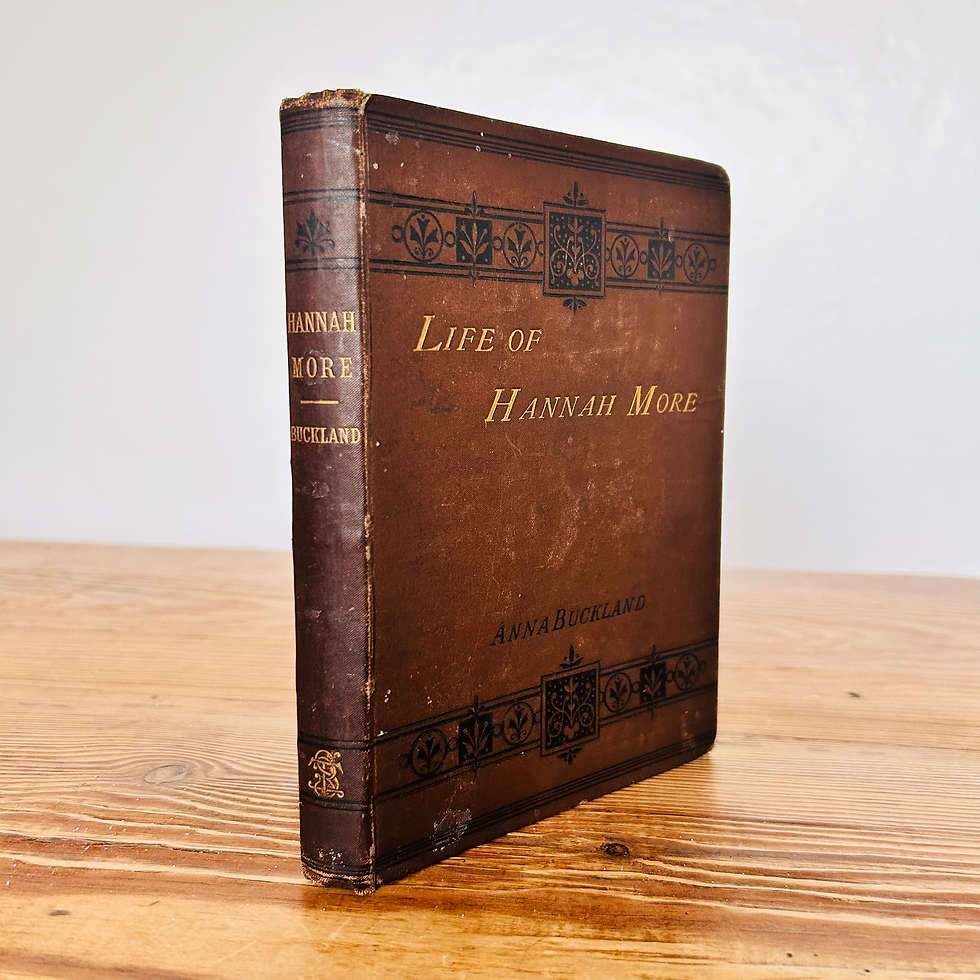 HANNAH
MORE
BUCKLAND
LIFE OF
HANNAH MORE
ANNA BUCKLAND